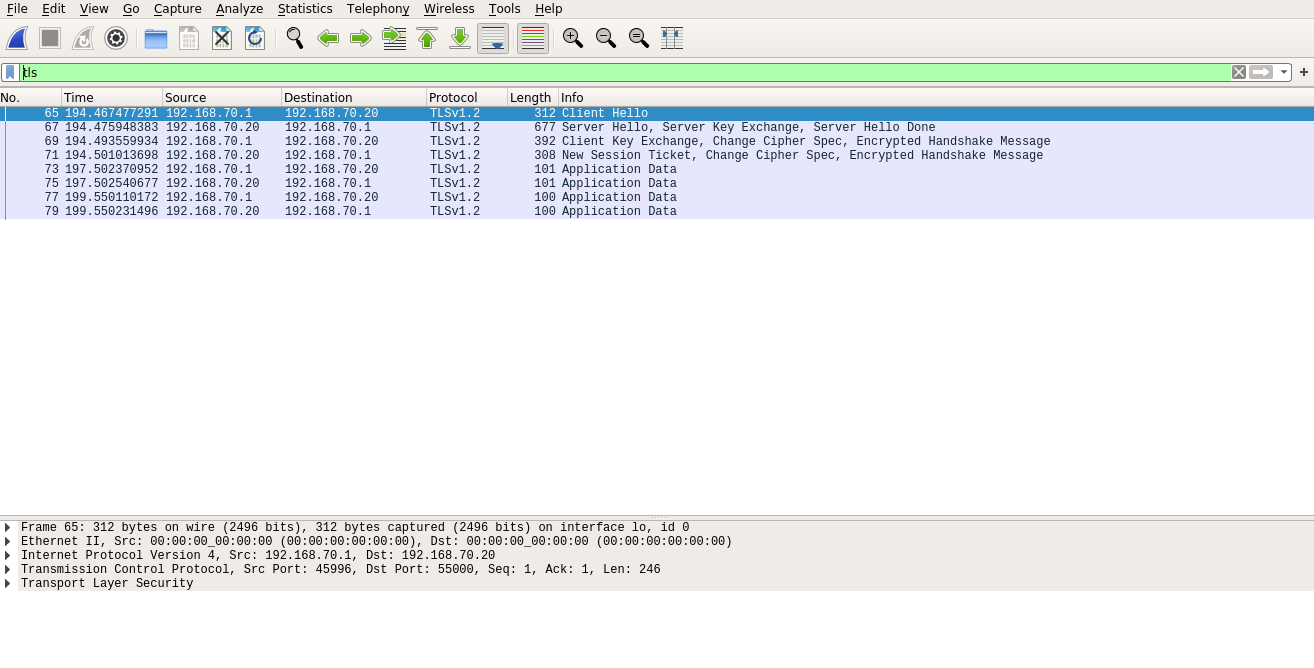 File Edit View Go Capture Analyze Statistics Telephony Wireless Tools Help
tls
No. Time Source Destination Protocol Length Info
65 194.467477291 192.168.70.1 192.168.70.20 TLSv1.2 312 Client Hello
67 194.475948383 192.168.70.20 192.168.70.1 TLSv1.2 677 Server Hello, Server Key Exchange, Server Hello Done
69 194.493559934 192.168.70.1 192.168.70.20 TLSv1.2 392 Client Key Exchange, Change Cipher Spec, Encrypted Handshake Message
71 194.501013698 192.168.70.20 192.168.70.1 TLSv1.2 308 New Session Ticket, Change Cipher Spec, Encrypted Handshake Message
73 197.502370952 192.168.70.1 192.168.70.20 TLSv1.2 101 Application Data
75 197.502540677 192.168.70.20 192.168.70.1 TLSv1.2 101 Application Data
77 199.550110172 192.168.70.1 192.168.70.20 TLSv1.2 100 Application Data
79 199.550231496 192.168.70.20 192.168.70.1 TLSv1.2 100 Application Data
Frame 65: 312 bytes on wire (2496 bits), 312 bytes captured (2496 bits) on interface lo, id 0
Ethernet II, Src: 00:00:00_00:00:00 (00:00:00:00:00:00), Dst: 00:00:00_00:00:00 (00:00:00:00:00:00)
Internet Protocol Version 4, Src: 192.168.70.1, Dst: 192.168.70.20
Transmission Control Protocol, Src Port: 45996, Dst Port: 55000, Seq: 1, Ack: 1, Len: 246
Transport Layer Security